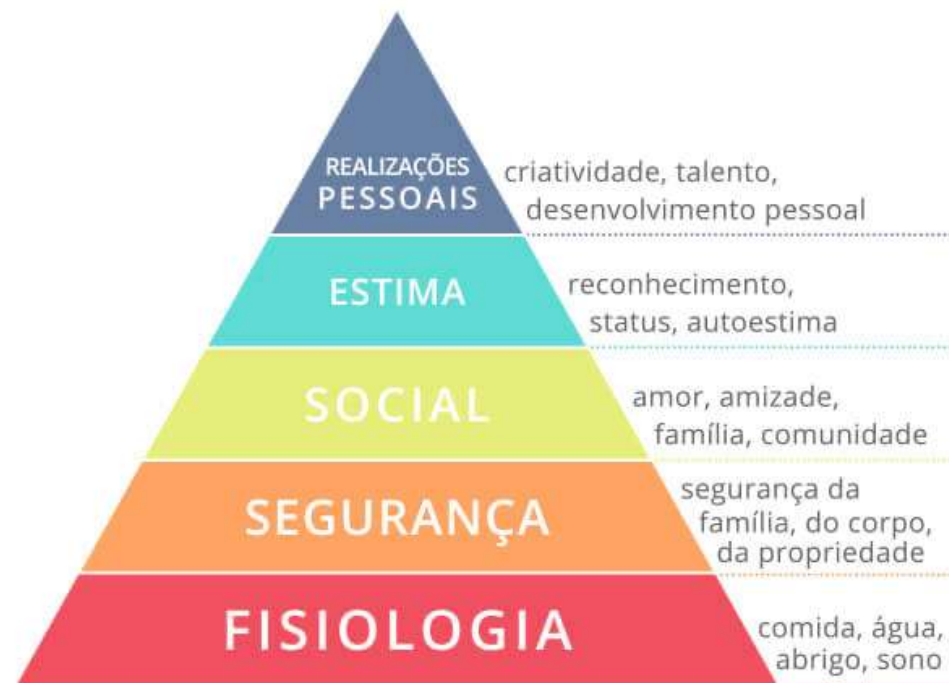 REALIZAÇÕES
PESSOAIS
criatividade, talento,
desenvolvimento pessoal
ESTIMA
reconhecimento,
status, autoestima
SOCIAL
amor, amizade,
família, comunidade
SEGURANÇA
segurança da
família, do corpo,
da propriedade
FISIOLOGIA
comida, água,
abrigo, sono